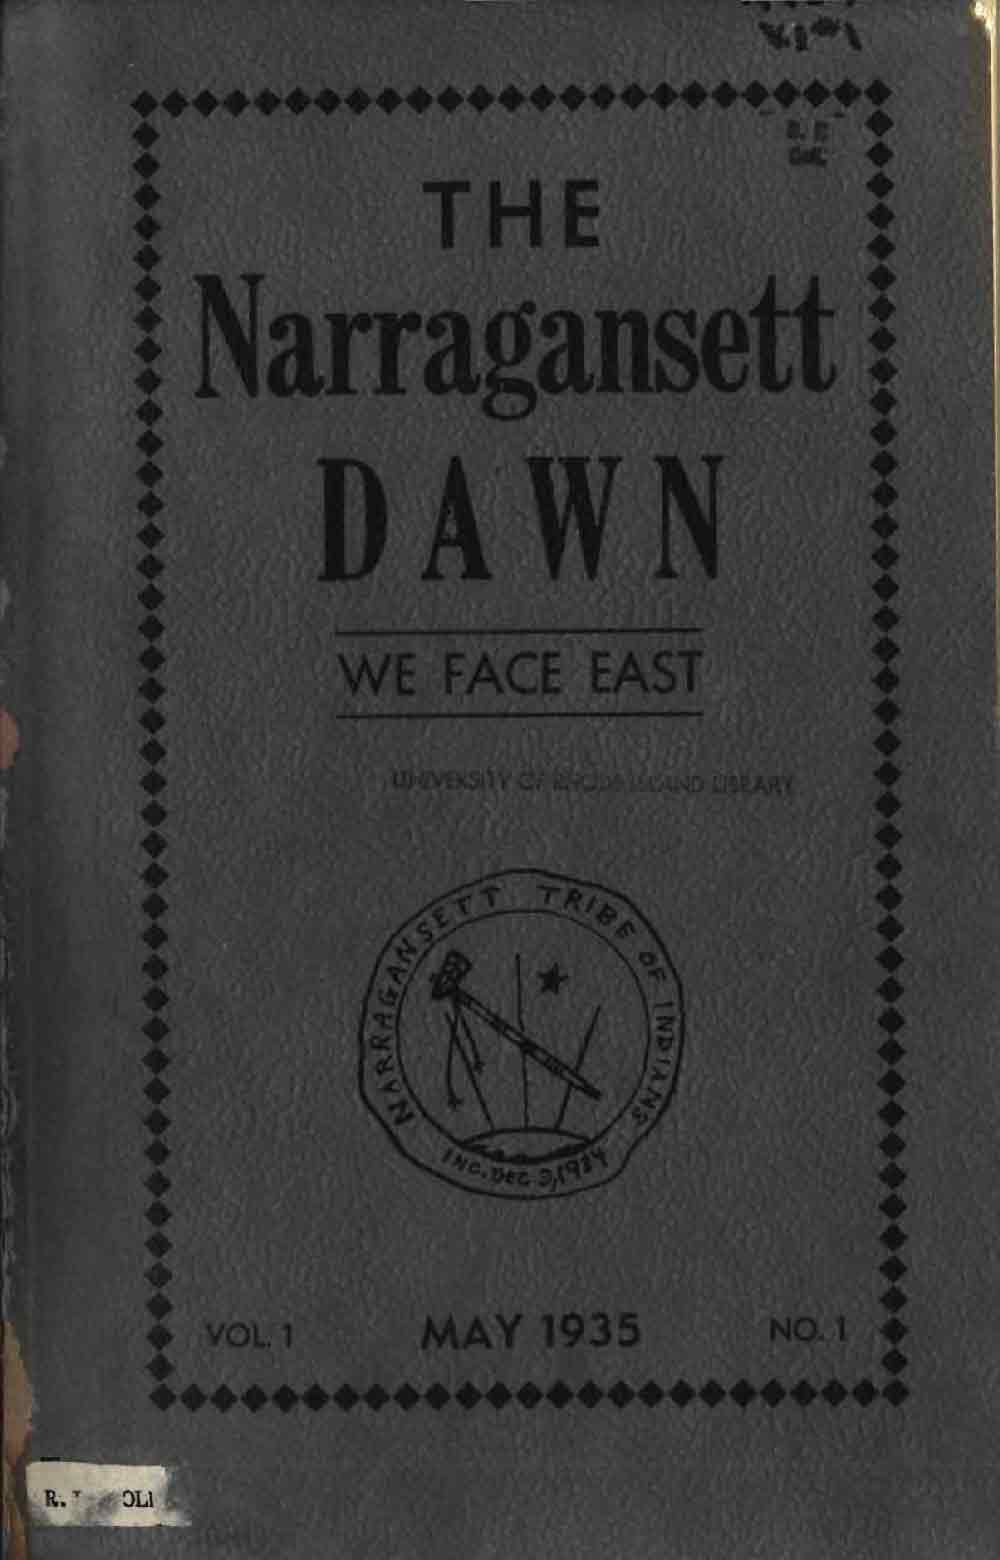 THE
Narragansett
DAWN
WE FACE EAST
UNIVERSITY OF RHODE ISLAND LIBRARY
NARRAGANSETT TRIBE OF INDIANS
INC. DEC. 3, 1934
VOL. 1
MAY 1935
NO. 1
R.